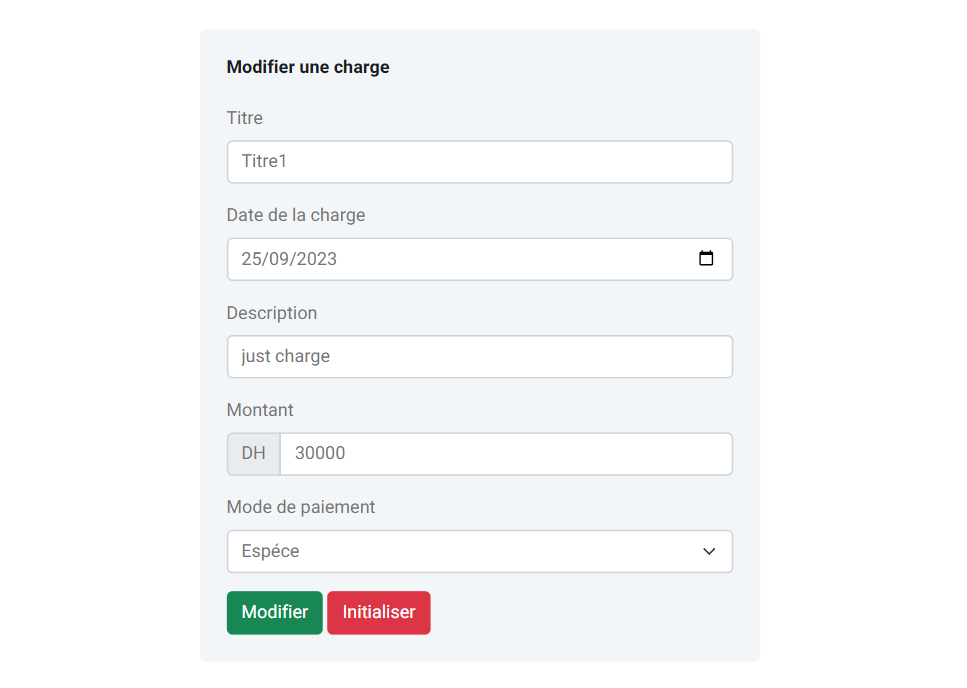 Modifier une charge
Titre
Titre1
Date de la charge
25/09/2023
Description
just charge
Montant
DH 30000
Mode de paiement
Espéce
Modifier Initialiser